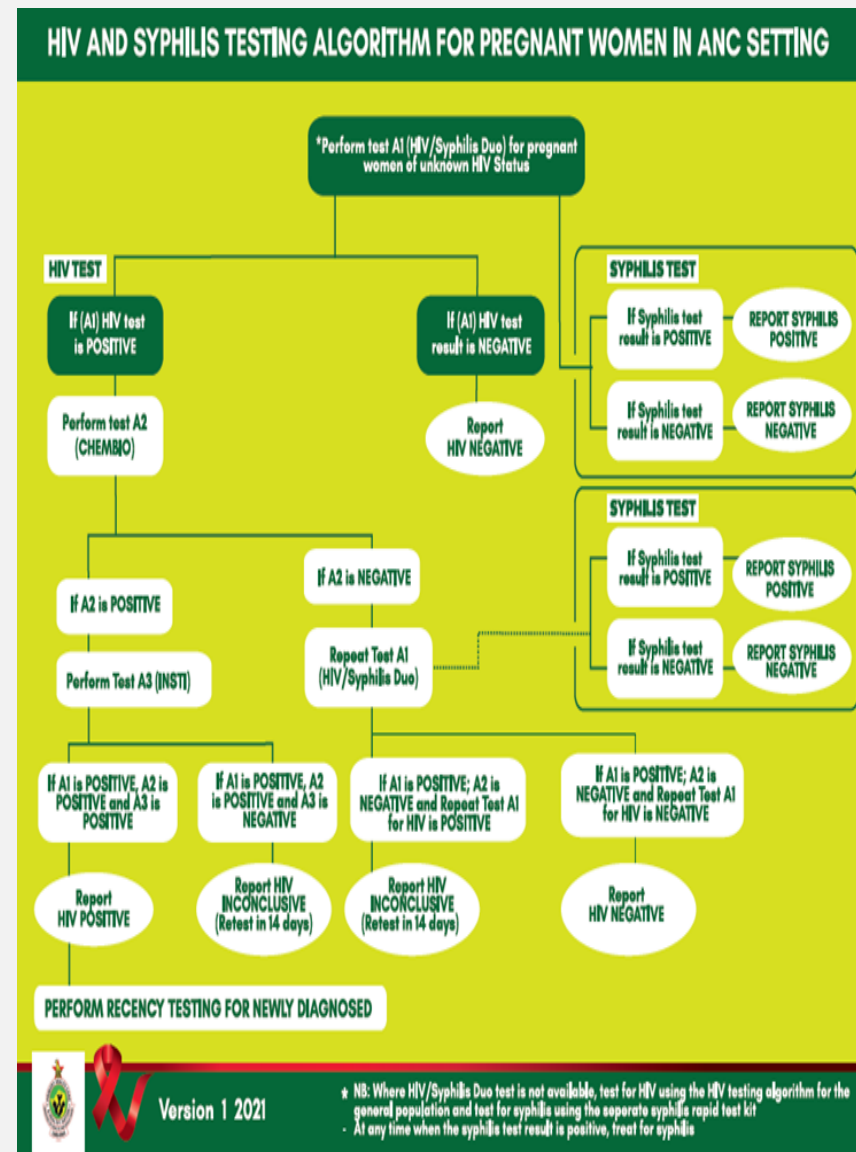 HIV AND SYPHILIS TESTING ALGORITHM FOR PREGNANT WOMEN IN ANC SETTING
*Perform test A1 (HIV/Syphilis Duo) for pregnant
women of unknown HIV Status
HIV TEST
If (A1) HIV test
is POSITIVE
If (A1) HIV test
result is NEGATIVE
Perform test A2
(CHEMBIO)
Report
HIV NEGATIVE
SYPHILIS TEST
If Syphilis test
result is POSITIVE
REPORT SYPHILIS
POSITIVE
If Syphilis test
result is NEGATIVE
REPORT SYPHILIS
NEGATIVE
If A2 is POSITIVE
If A2 is NEGATIVE
Perform Test A3 (INSTI)
Repeat Test A1
(HIV/Syphilis Duo)
SYPHILIS TEST
If Syphilis test
result is POSITIVE
REPORT SYPHILIS
POSITIVE
If Syphilis test
result is NEGATIVE
REPORT SYPHILIS
NEGATIVE
If A1 is POSITIVE, A2 is
POSITIVE and A3 is
POSITIVE
If A1 is POSITIVE, A2
is POSITIVE and A3 is
NEGATIVE
If A1 is POSITIVE; A2 is
NEGATIVE and Repeat Test A1
for HIV is POSITIVE
If A1 is POSITIVE; A2 is
NEGATIVE and Repeat Test A1
for HIV is NEGATIVE
Report
HIV POSITIVE
Report HIV
INCONCLUSIVE
(Retest in 14 days)
Report HIV
INCONCLUSIVE
(Retest in 14 days)
Report
HIV NEGATIVE
PERFORM RECENCY TESTING FOR NEWLY DIAGNOSED
Version 1 2021
* NB: Where HIV/Syphilis Duo test is not available, test for HIV using the HIV testing algorithm for the
general population and test for syphilis using the seperate syphilis rapid test kit
- At any time when the syphilis test result is positive, treat for syphilis